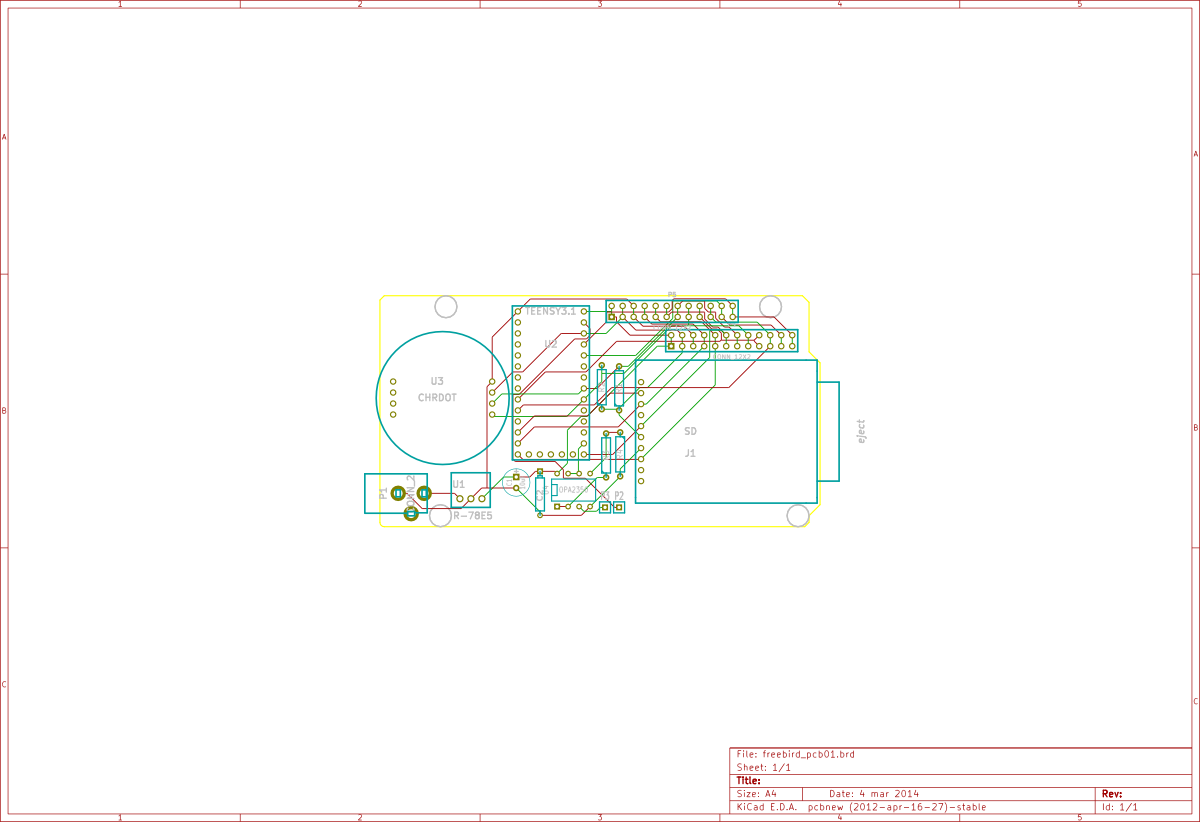 1 2 3 4 5
A A
B B
C C
P8
TEENSY3.1
U2
CONN 12X2
U3
CHRDOT
SD
J1
eject
P1
CONN_2
U1
R-78E5
C2
OPA2350
P3 P2
File: freebird_pcb01.brd
Sheet: 1/1
Title:
Size: A4 Date: 4 mar 2014 Rev:
KiCad E.D.A. pcbnew (2012-apr-16-27)-stable Id: 1/1
1 2 3 4 5